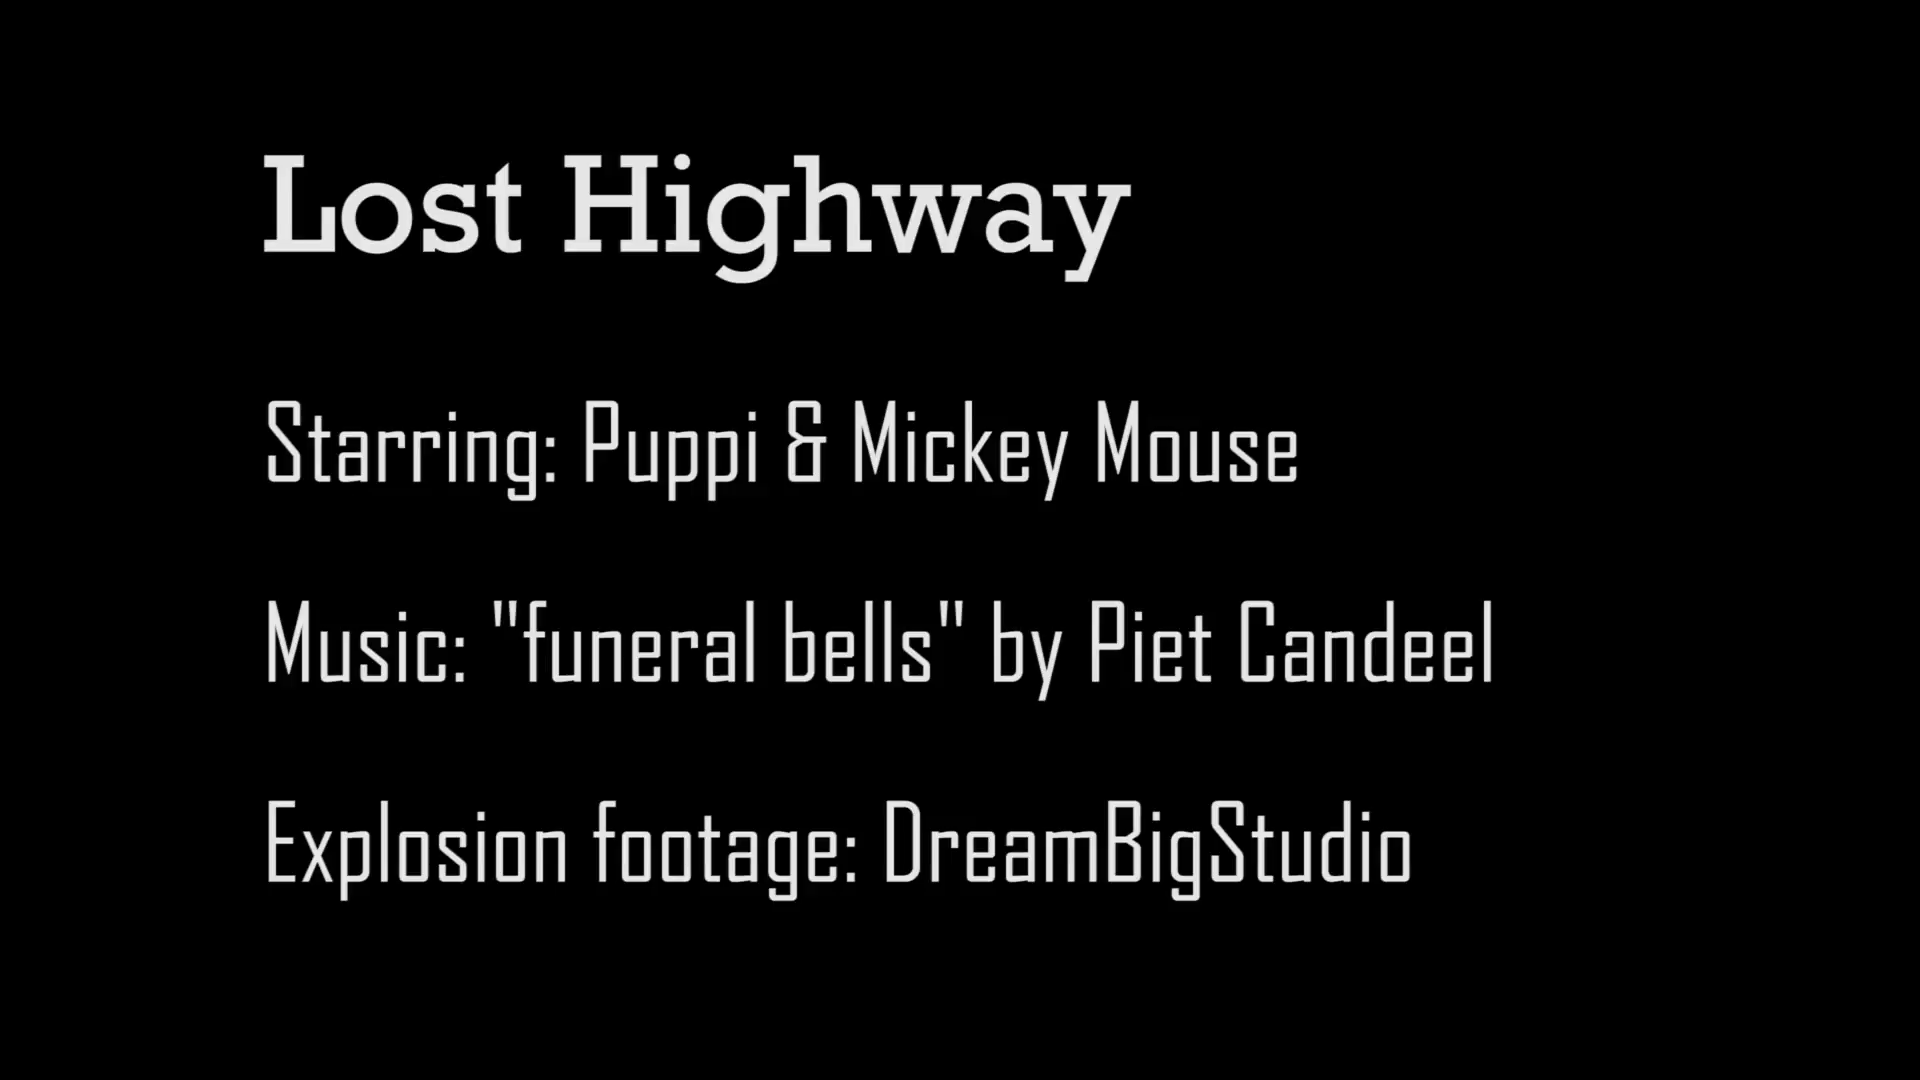 Lost Highway
Starring: Puppi & Mickey Mouse
Music: "funeral bells" by Piet Candeel
Explosion footage: DreamBigStudio